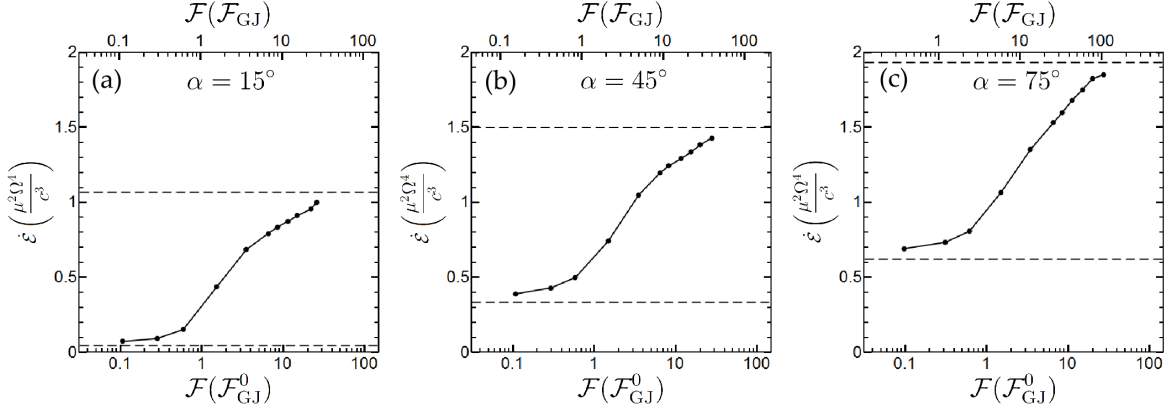 𝓕(𝓕_GJ) 𝓕(𝓕_GJ) 𝓕(𝓕_GJ)
0.1 1 10 100 0.1 1 10 100 1 10 100
(a) α = 15° (b) α = 45° (c) α = 75°
2 2 2
1.5 1.5 1.5
1 1 1
0.5 0.5 0.5
0 0 0
ℰ̇ (μ²Ω⁴/c³) ℰ̇ (μ²Ω⁴/c³) ℰ̇ (μ²Ω⁴/c³)
0.1 1 10 100 0.1 1 10 100 0.1 1 10 100
𝓕(𝓕⁰_GJ) 𝓕(𝓕⁰_GJ) 𝓕(𝓕⁰_GJ)